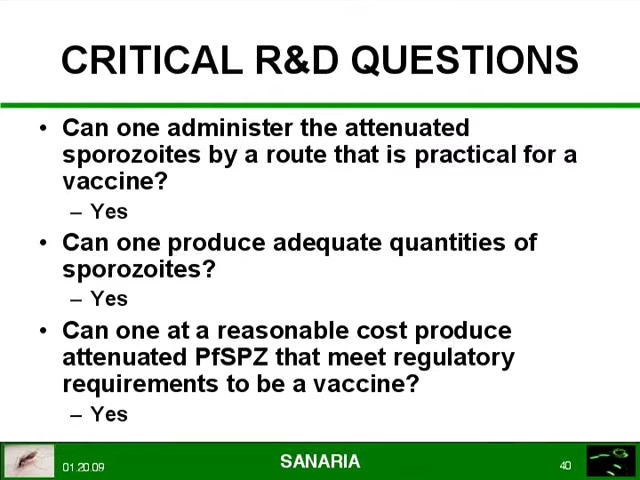 CRITICAL R&D QUESTIONS
• Can one administer the attenuated
sporozoites by a route that is practical for a
vaccine?
– Yes
• Can one produce adequate quantities of
sporozoites?
– Yes
• Can one at a reasonable cost produce
attenuated PfSPZ that meet regulatory
requirements to be a vaccine?
– Yes
01.20.09
SANARIA
40